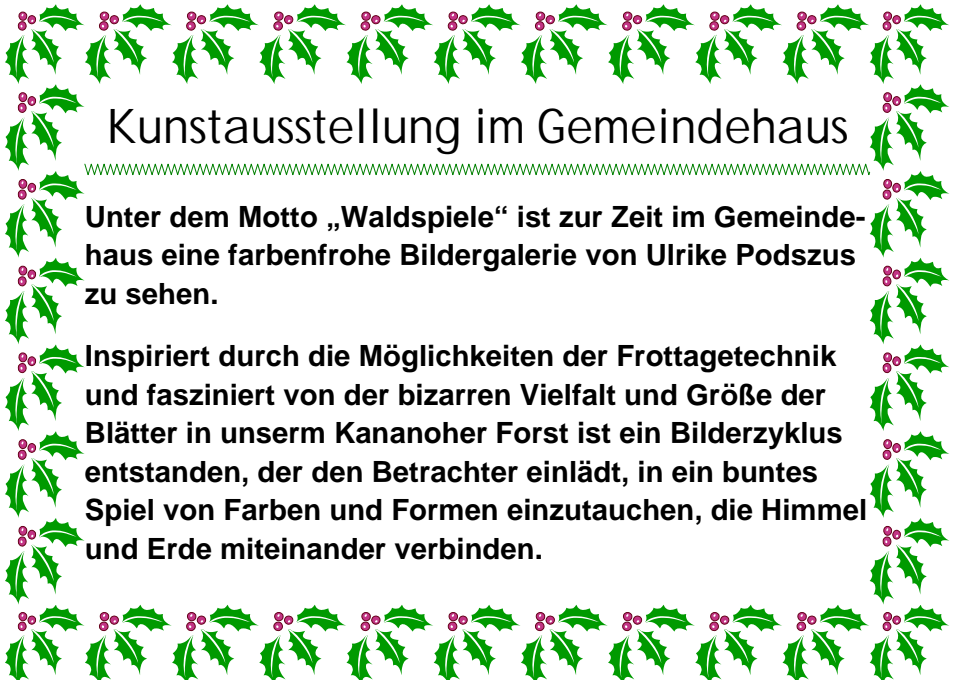 Kunstausstellung im Gemeindehaus
Unter dem Motto „Waldspiele“ ist zur Zeit im Gemeinde-
haus eine farbenfrohe Bildergalerie von Ulrike Podszus
zu sehen.
Inspiriert durch die Möglichkeiten der Frottagetechnik
und fasziniert von der bizarren Vielfalt und Größe der
Blätter in unserm Kananoher Forst ist ein Bilderzyklus
entstanden, der den Betrachter einlädt, in ein buntes
Spiel von Farben und Formen einzutauchen, die Himmel
und Erde miteinander verbinden.